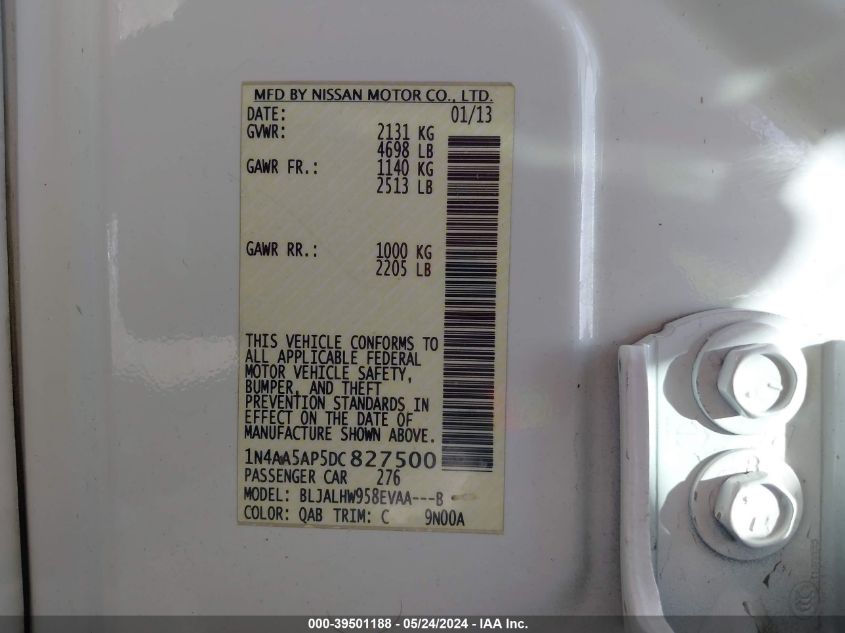 MFD BY NISSAN MOTOR CO., LTD.
DATE: 01/13
GVWR: 2131 KG
4698 LB
GAWR FR.: 1140 KG
2513 LB
GAWR RR.: 1000 KG
2205 LB
THIS VEHICLE CONFORMS TO
ALL APPLICABLE FEDERAL
MOTOR VEHICLE SAFETY,
BUMPER, AND THEFT
PREVENTION STANDARDS IN
EFFECT ON THE DATE OF
MANUFACTURE SHOWN ABOVE.
1N4AA5AP5DC 827500
PASSENGER CAR 276
MODEL: BLJALHW958EVAA---B
COLOR: QAB TRIM: C 9N00A
000-39501188 - 05/24/2024 - IAA Inc.